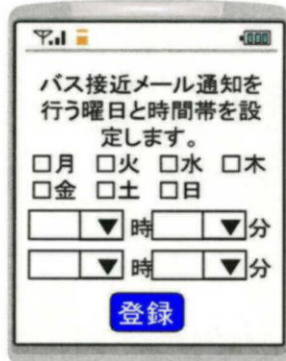 バス接近メール通知を
行う曜日と時間帯を設
定します。
□月 □火 □水 □木
□金 □土 □日
▼時 ▼分
▼時 ▼分
登録